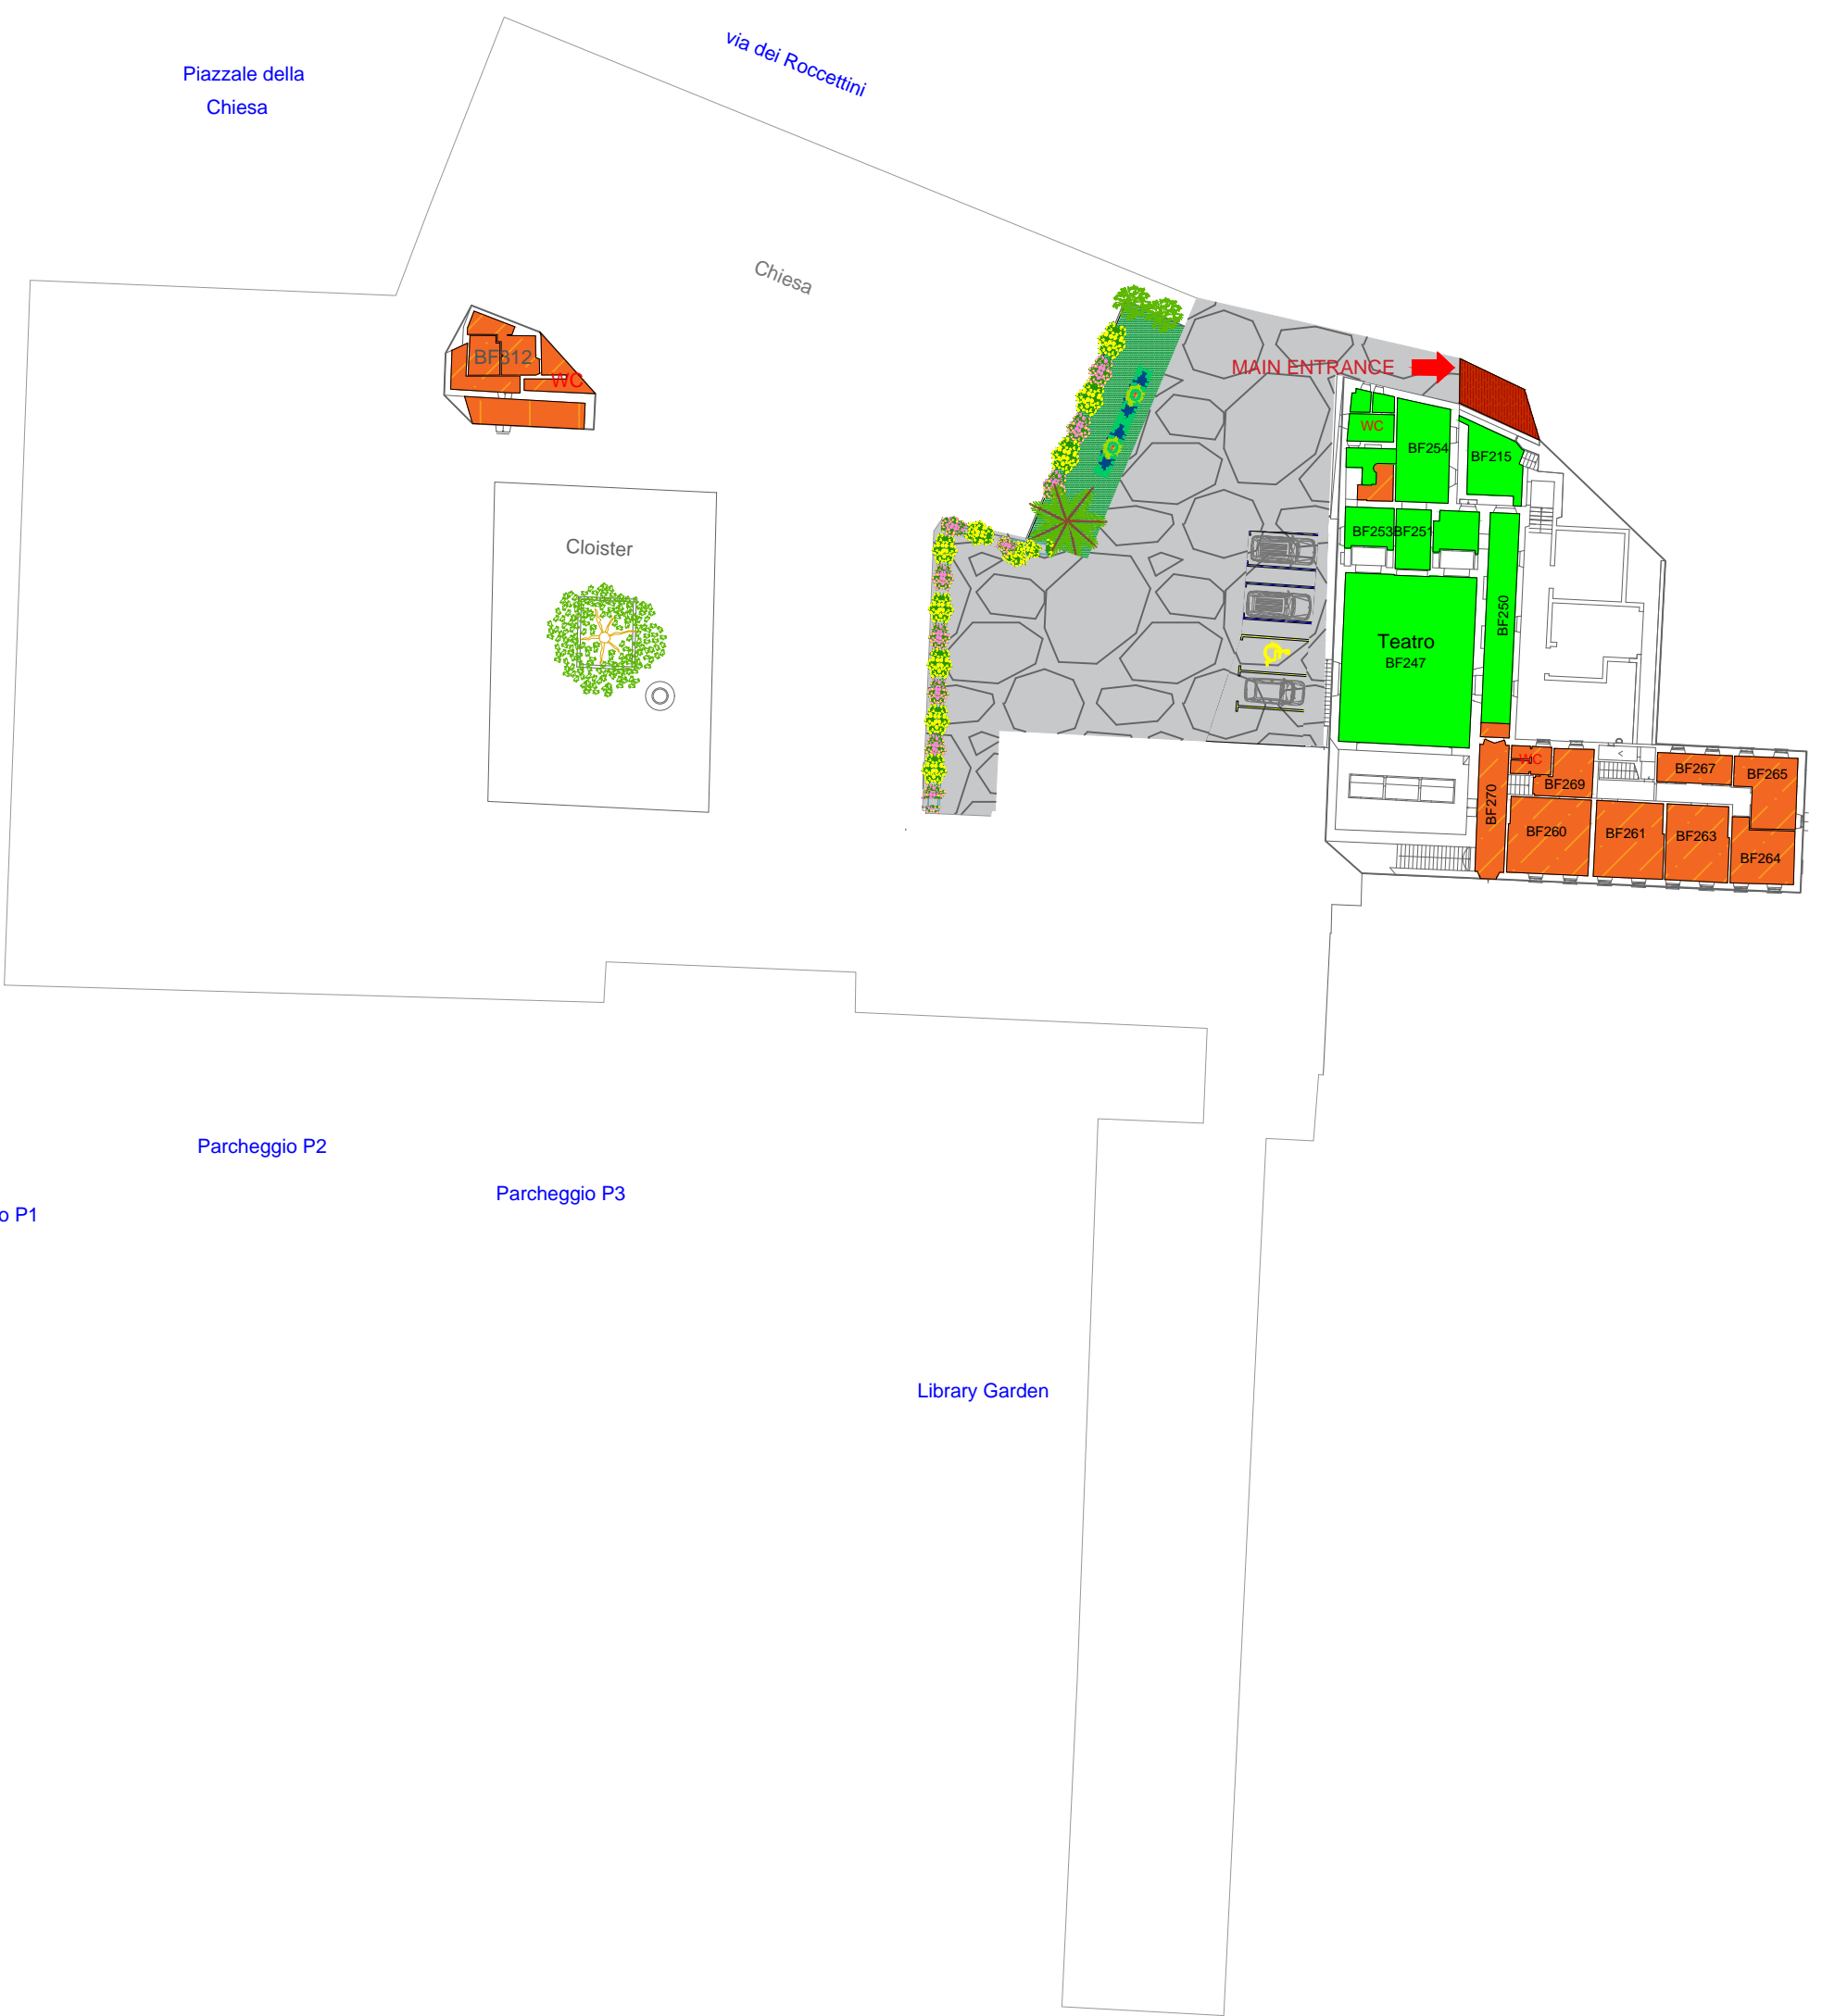 via dei Roccettini
Piazzale della
Chiesa
Chiesa
BF312
WC
MAIN ENTRANCE
WC
BF254
BF215
BF253
BF251
Cloister
BF250
Teatro
BF247
WC
BF269
BF267
BF265
BF270
BF260
BF261
BF263
BF264
Parcheggio P2
Parcheggio P3
o P1
Library Garden